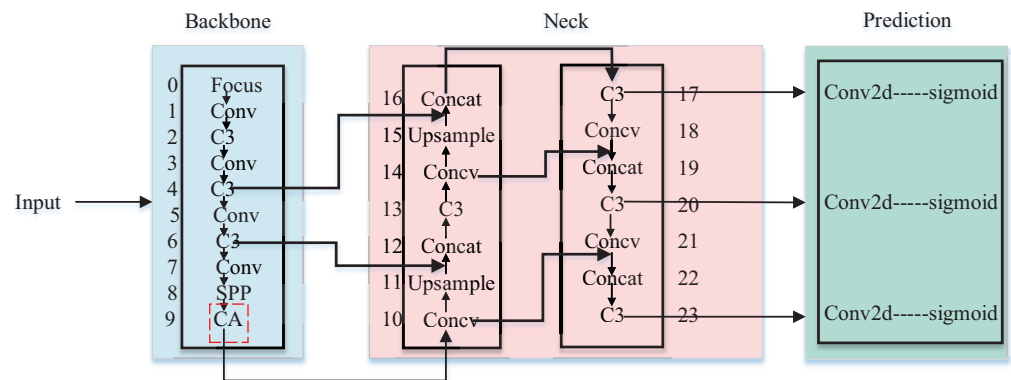 Backbone
Neck
Prediction
Input
0 Focus
1 Conv
2 C3
3 Conv
4 C3
5 Conv
6 C3
7 Conv
8 SPP
9 CA
16 Concat
15 Upsample
14 Concv
13 C3
12 Concat
11 Upsample
10 Concv
C3 17
Concv 18
Concat 19
C3 20
Concv 21
Concat 22
C3 23
Conv2d-----sigmoid
Conv2d-----sigmoid
Conv2d-----sigmoid